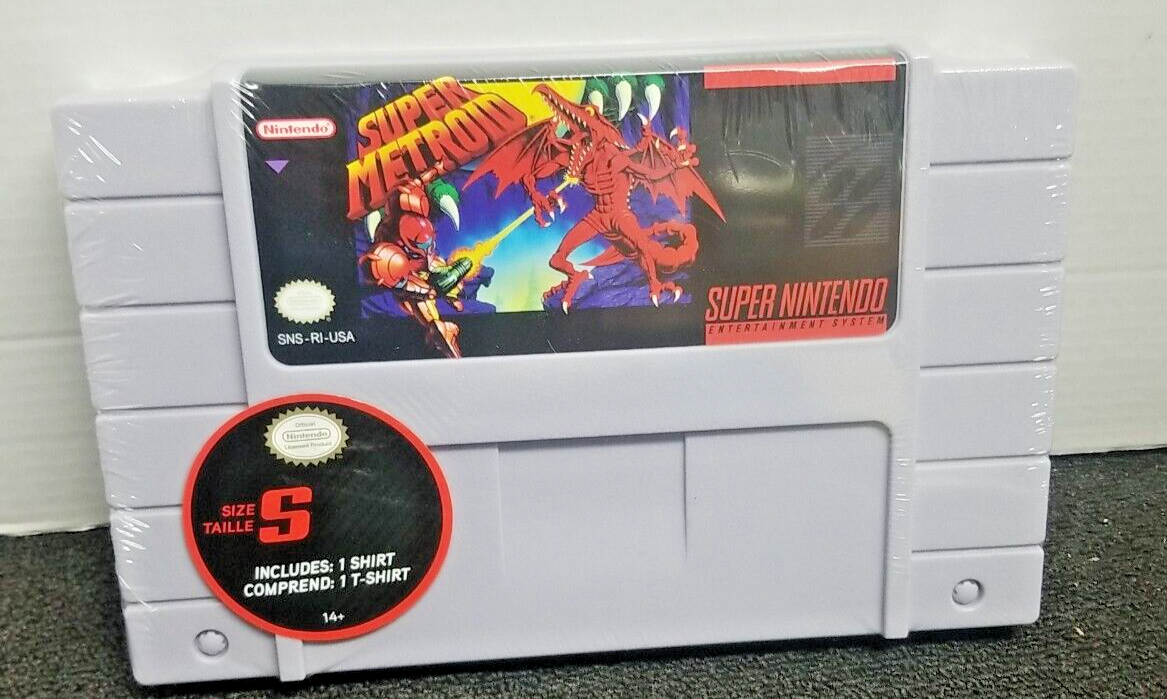 Nintendo®
SUPER
METROID
SNS-RI-USA
SUPER NINTENDO
ENTERTAINMENT SYSTEM
Official
Nintendo
Licensed Product
SIZE
TAILLE
S
INCLUDES: 1 SHIRT
COMPREND: 1 T-SHIRT
14+